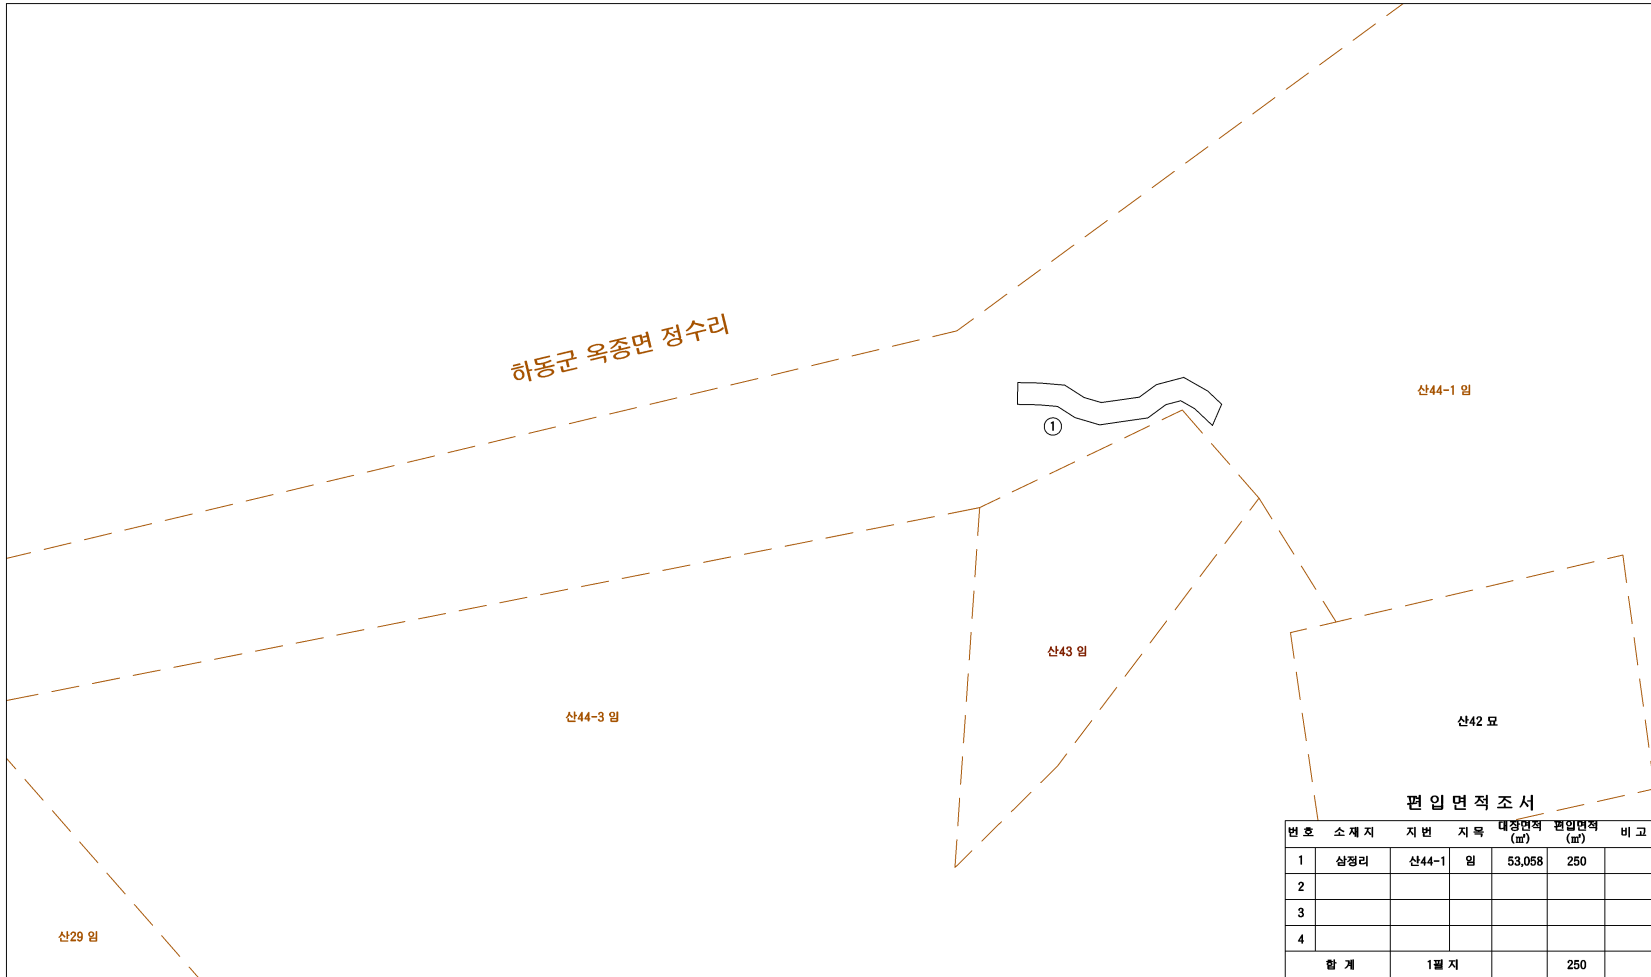 하동군 옥종면 정수리
산44-1 임
①
산43 임
산44-3 임
산42 묘
산29 임
편 입 면 적 조 서
번 호 소 재 지 지 번 지 목 대장면적 (㎡) 편입면적 (㎡) 비 고
1 삼정리 산44-1 임 53,058 250
2
3
4
합 계 1필 지 250